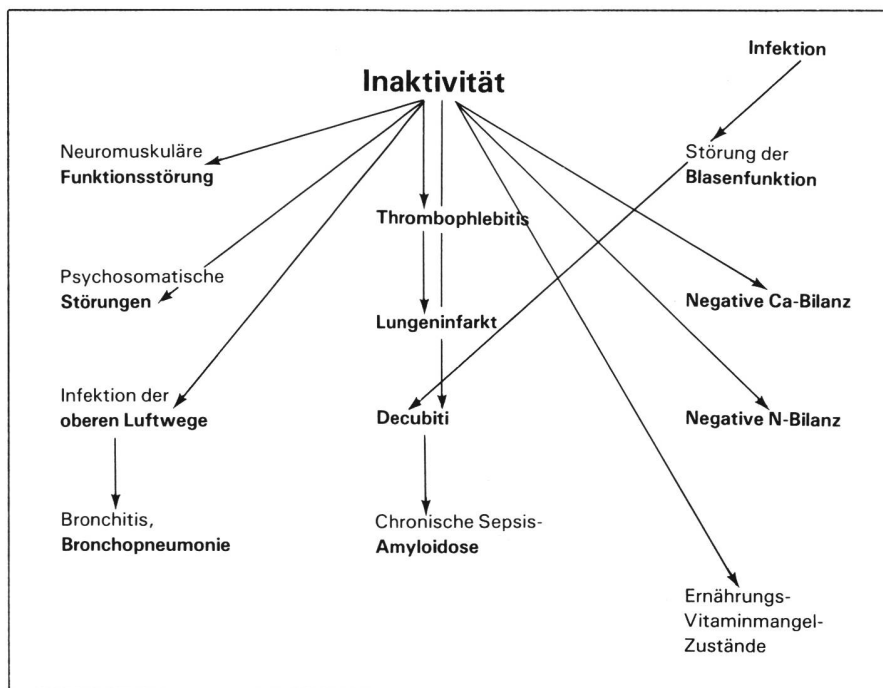 Infektion
Inaktivität
Neuromuskuläre
Funktionsstörung
Störung der
Blasenfunktion
Thrombophlebitis
Psychosomatische
Störungen
Negative Ca-Bilanz
Lungeninfarkt
Infektion der
oberen Luftwege
Decubiti
Negative N-Bilanz
Bronchitis,
Bronchopneumonie
Chronische Sepsis-
Amyloidose
Ernährungs-
Vitaminmangel-
Zustände